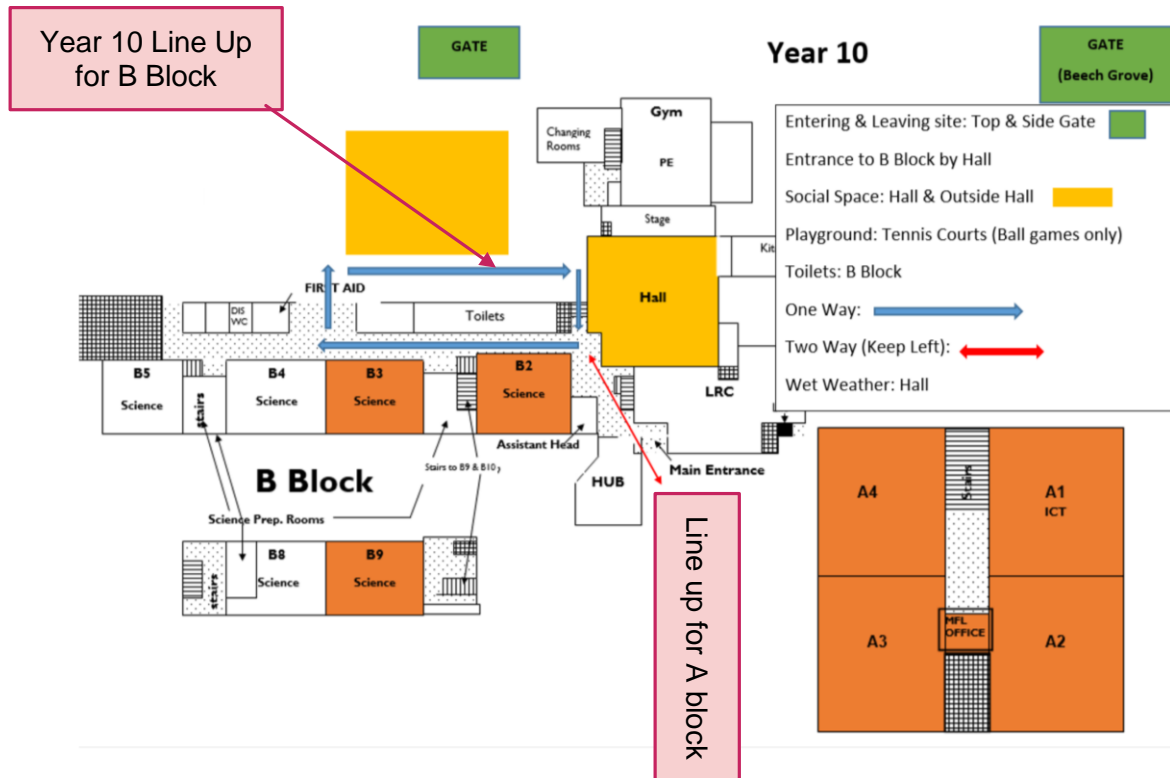 Year 10 Line Up
for B Block
GATE
Year 10
GATE
(Beech Grove)
Entering & Leaving site: Top & Side Gate
Entrance to B Block by Hall
Social Space: Hall & Outside Hall
Playground: Tennis Courts (Ball games only)
Toilets: B Block
One Way:
Two Way (Keep Left):
Wet Weather: Hall
Gym
PE
Changing
Rooms
Stage
Kit
Hall
LRC
FIRST AID
DIS
WC
Toilets
B5
Science
stairs
B4
Science
B3
Science
B2
Science
Assistant Head
Stairs to B9 & B10
Main Entrance
HUB
B Block
Science Prep. Rooms
stairs
B8
Science
B9
Science
Line up for A block
A4
Stairs
A1
ICT
A3
MFL
OFFICE
A2